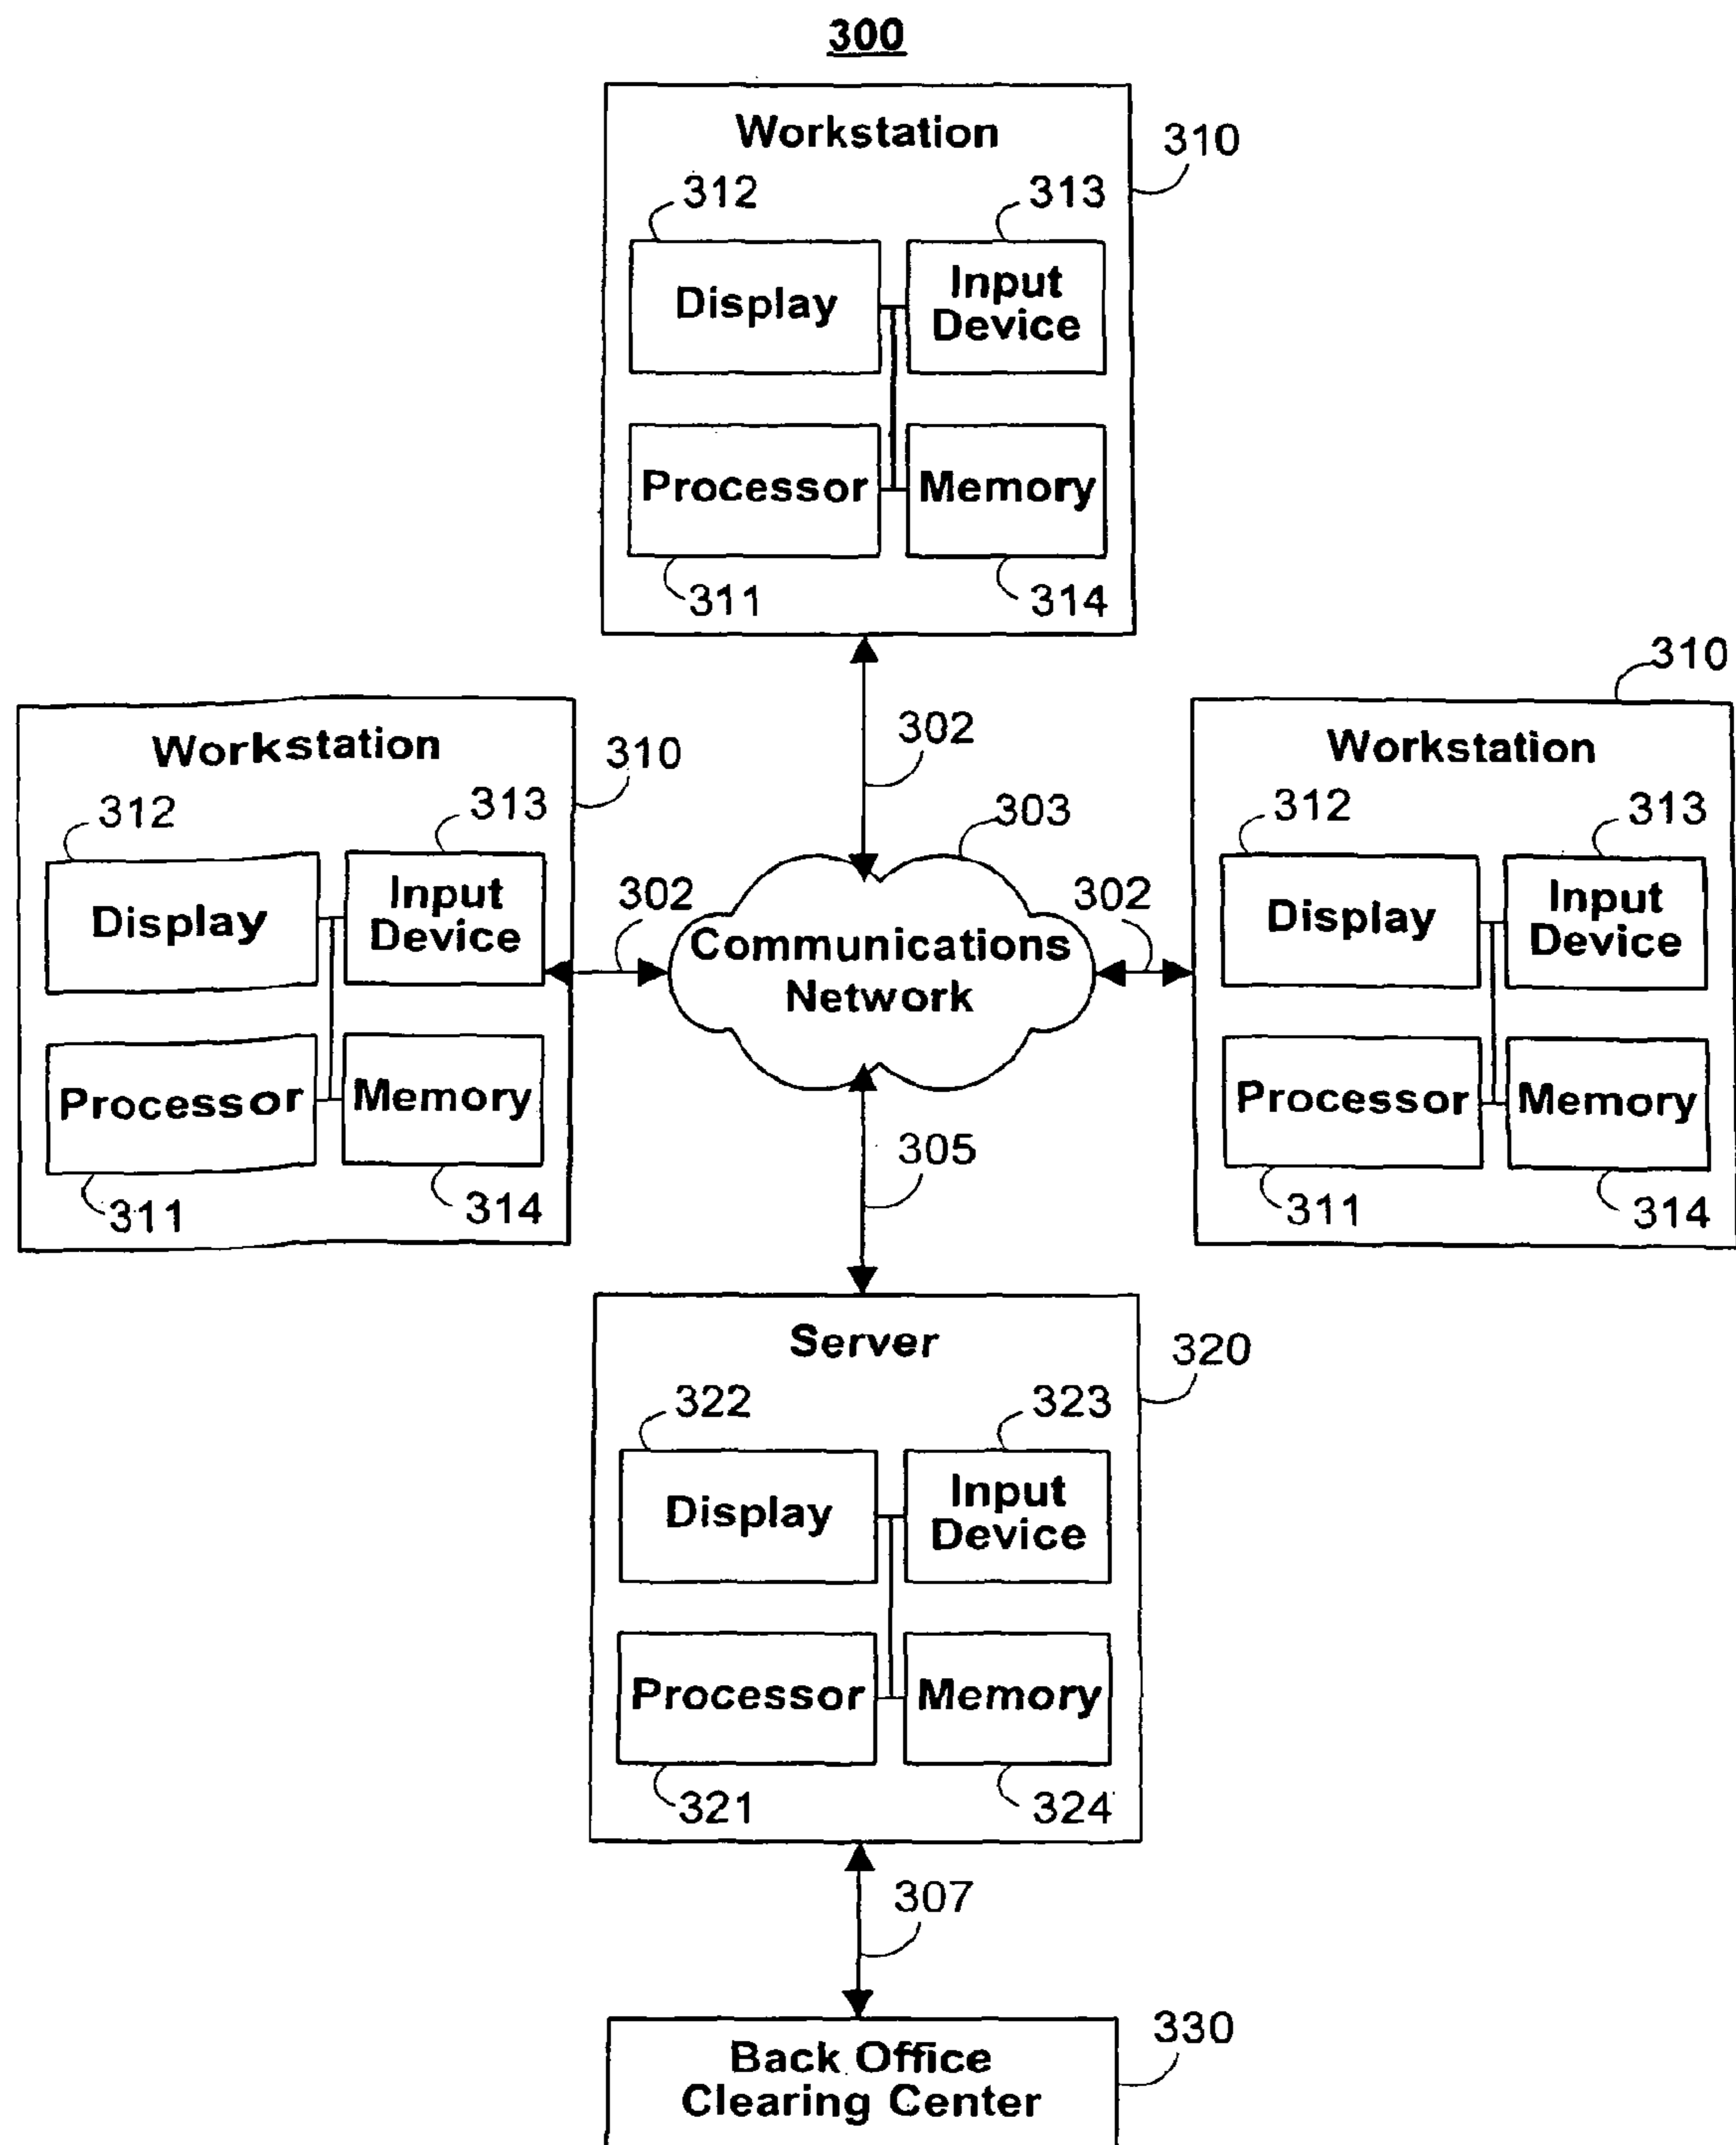 300
Workstation
310
312
313
Display
Input
Device
Processor
Memory
311
314
302
Workstation
310
312
313
Display
Input
Device
Processor
Memory
311
314
302
303
Communications
Network
302
310
Workstation
312
313
Display
Input
Device
Processor
Memory
311
314
305
Server
320
322
323
Display
Input
Device
Processor
Memory
321
324
307
Back Office
Clearing Center
330